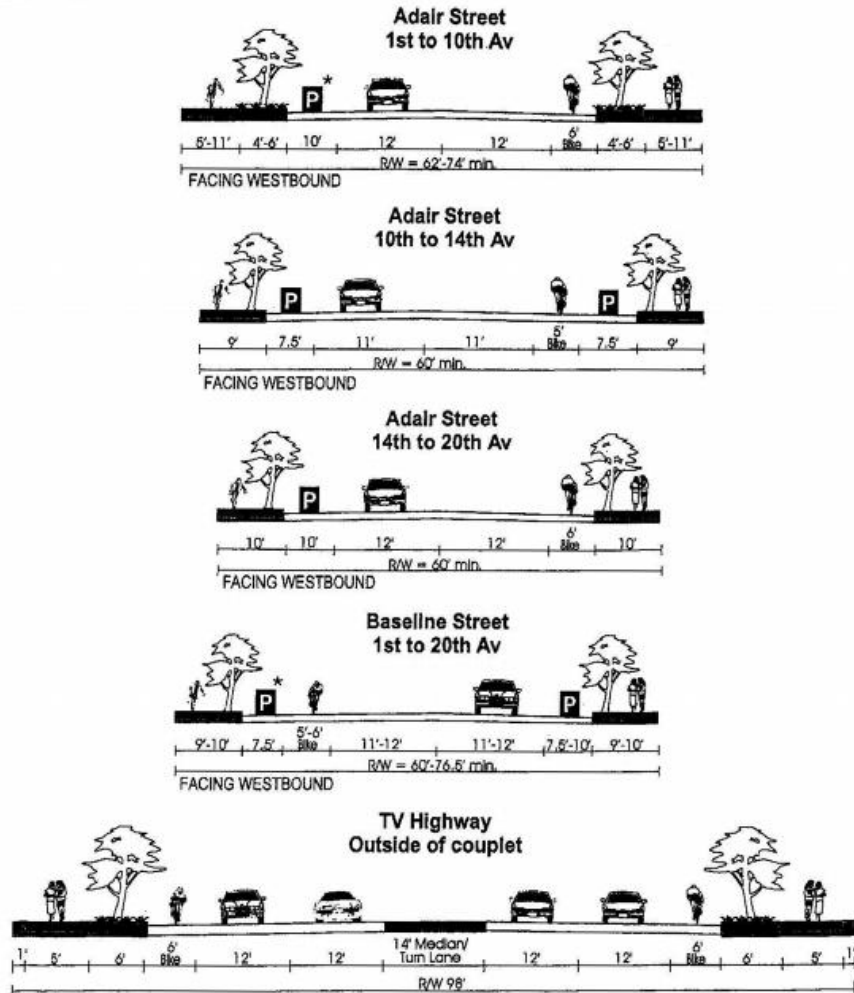 Adair Street
1st to 10th Av
P *
6'
5'-11' 4'-6' 10' 12' 12' Bike 4'-6' 5'-11'
R/W = 62'-74' min.
FACING WESTBOUND
Adair Street
10th to 14th Av
P P
5'
9' 7.5' 11' 11' Bike 7.5' 9'
R/W = 60' min.
FACING WESTBOUND
Adair Street
14th to 20th Av
P
6'
10' 10' 12' 12' Bike 10'
R/W = 60' min.
FACING WESTBOUND
Baseline Street
1st to 20th Av
P * P
5'-6'
9'-10' 7.5' Bike 11'-12' 11'-12' 7.5'-10' 9'-10'
R/W = 60'-76.5' min.
FACING WESTBOUND
TV Highway
Outside of couplet
6' 14' Median/ 6'
1' 5' 6' Bike 12' 12' Turn Lane 12' 12' Bike 6' 5' 1'
R/W 98'